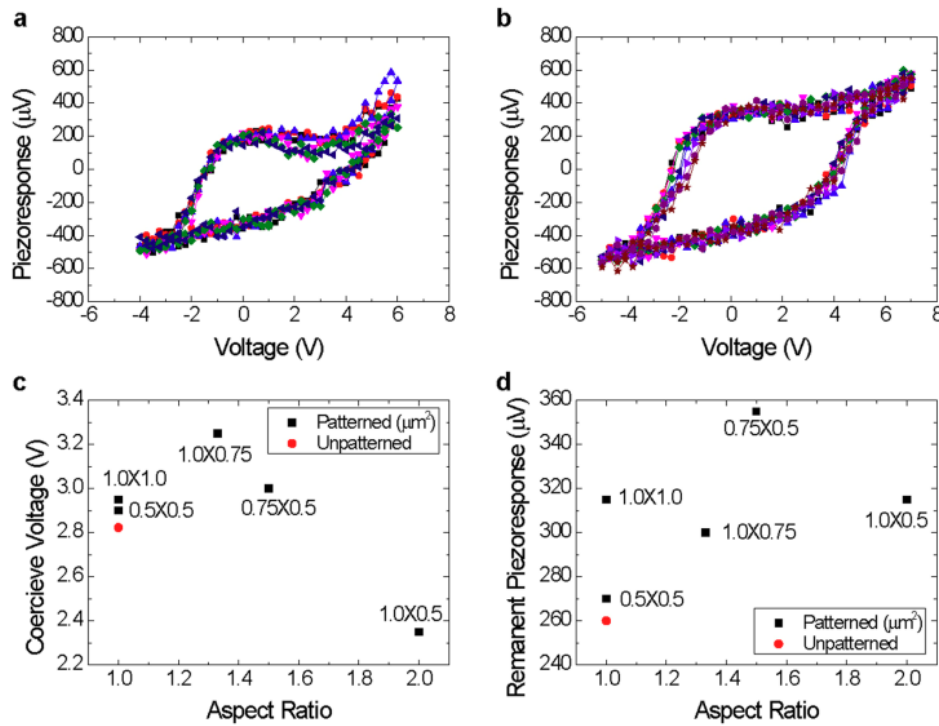 a
800
600
400
200
0
-200
-400
-600
-800
-6 -4 -2 0 2 4 6 8
Piezoresponse (µV)
Voltage (V)
b
800
600
400
200
0
-200
-400
-600
-800
-6 -4 -2 0 2 4 6 8
Piezoresponse (µV)
Voltage (V)
c
3.4
3.2
3.0
2.8
2.6
2.4
2.2
1.0 1.2 1.4 1.6 1.8 2.0
Coercieve Voltage (V)
Aspect Ratio
Patterned (µm²)
Unpatterned
1.0X0.75
1.0X1.0
0.5X0.5
0.75X0.5
1.0X0.5
d
360
340
320
300
280
260
240
1.0 1.2 1.4 1.6 1.8 2.0
Remanent Piezoresponse (µV)
Aspect Ratio
0.75X0.5
1.0X1.0
1.0X0.5
1.0X0.75
0.5X0.5
Patterned (µm²)
Unpatterned